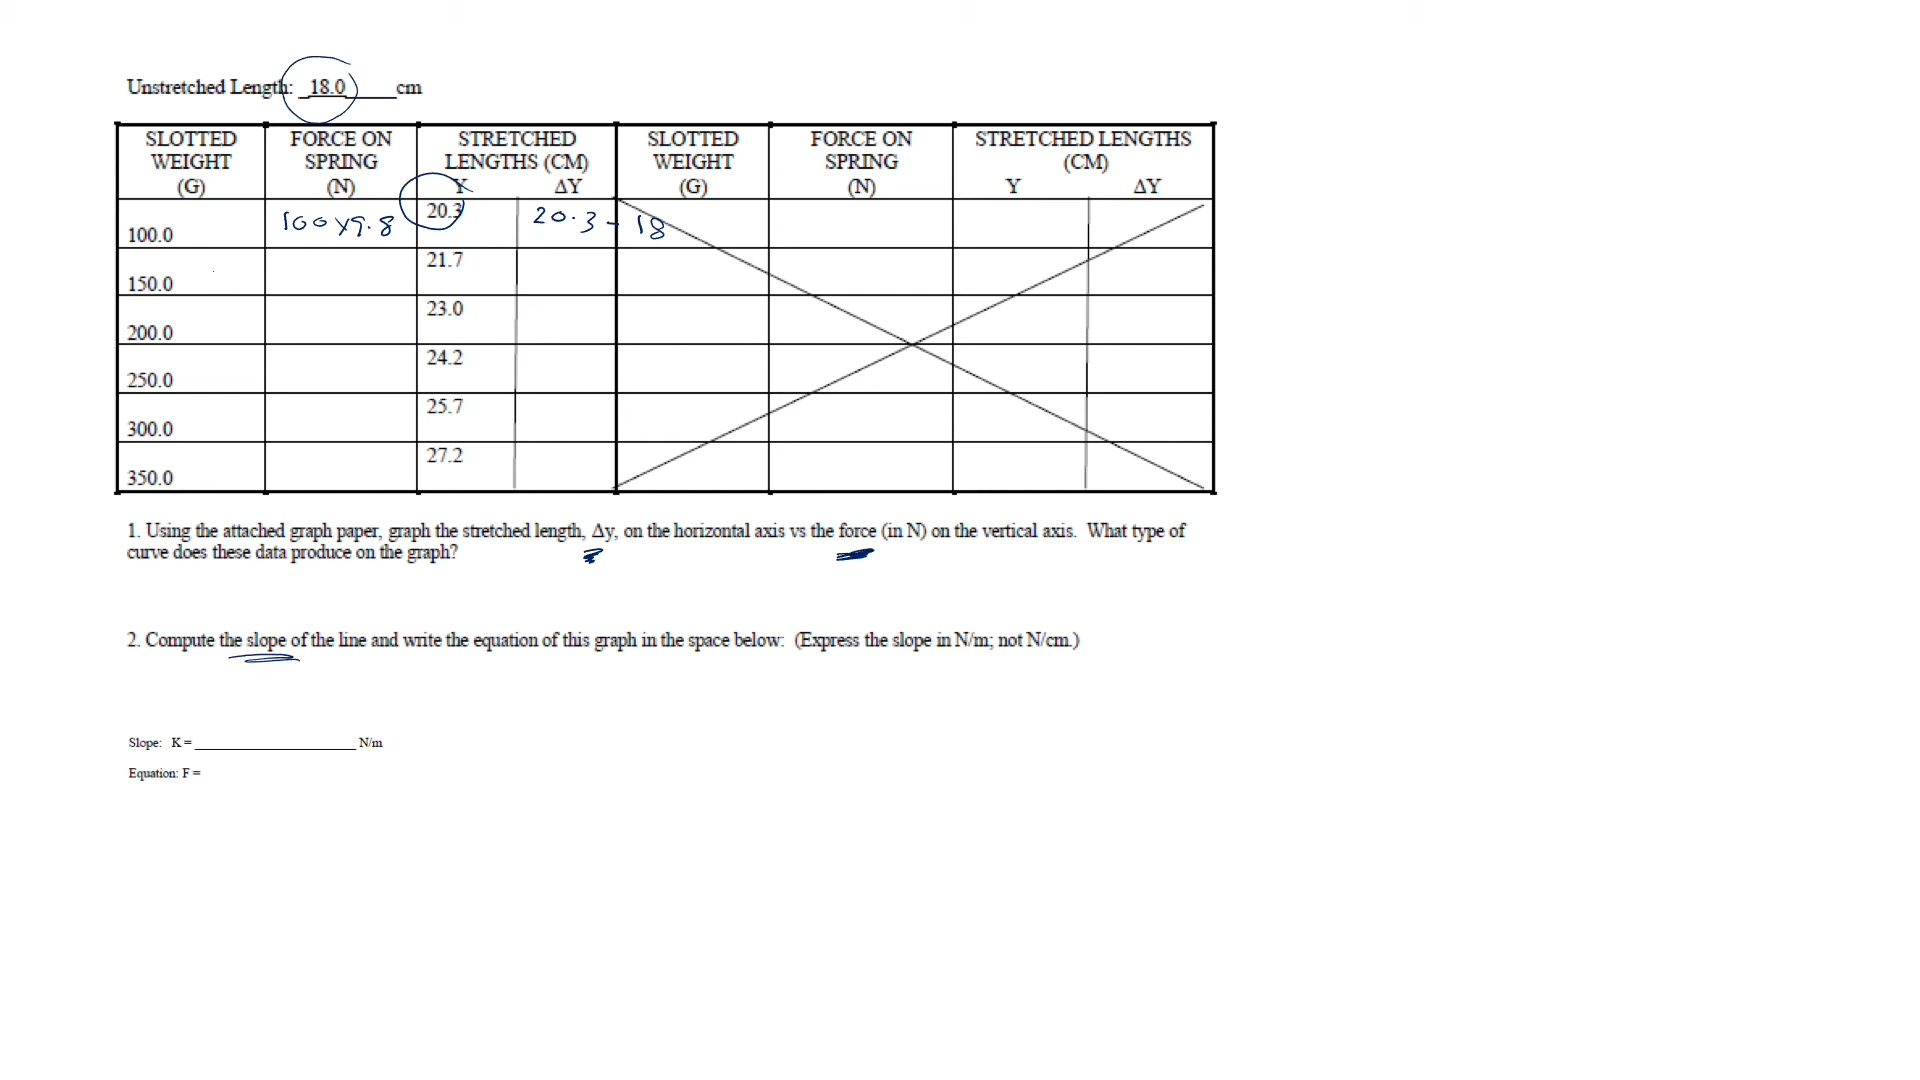 Unstretched Length: 18.0 cm
SLOTTED WEIGHT (G) FORCE ON SPRING (N) STRETCHED LENGTHS (CM) Y ΔY SLOTTED WEIGHT (G) FORCE ON SPRING (N) STRETCHED LENGTHS (CM) Y ΔY
100.0 100x9.8 20.3 20.3 - 18
150.0 21.7
200.0 23.0
250.0 24.2
300.0 25.7
350.0 27.2
1. Using the attached graph paper, graph the stretched length, Δy, on the horizontal axis vs the force (in N) on the vertical axis. What type of
curve does these data produce on the graph?
2. Compute the slope of the line and write the equation of this graph in the space below: (Express the slope in N/m; not N/cm.)
Slope: K = N/m
Equation: F =